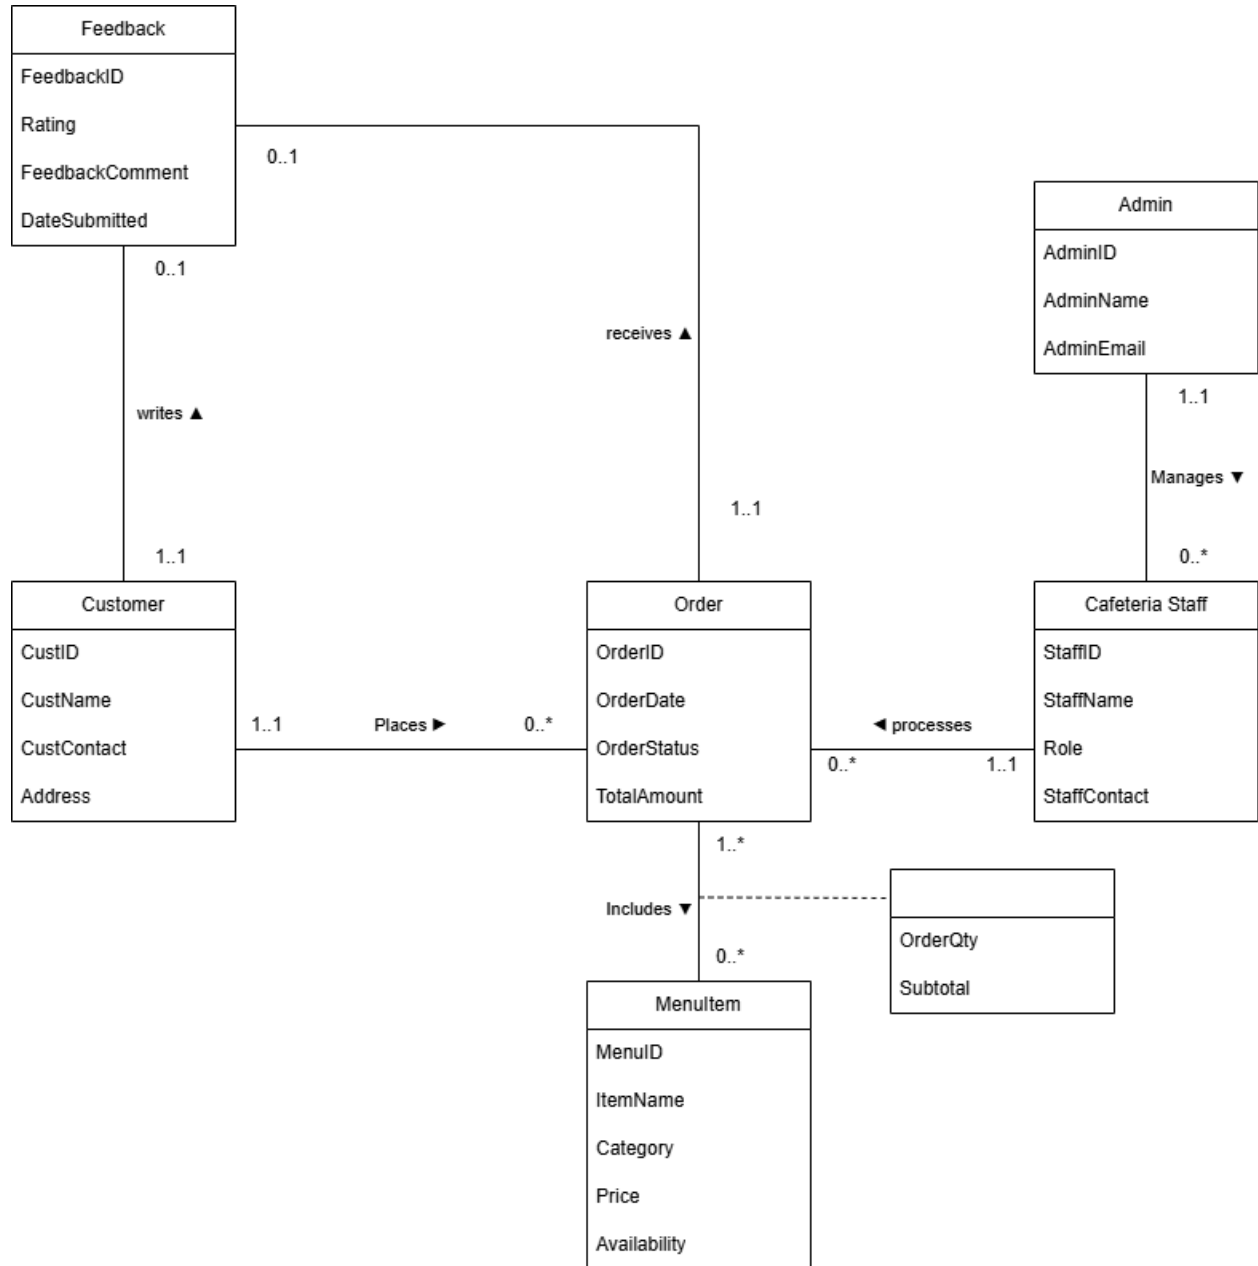 Feedback
FeedbackID
Rating
FeedbackComment
DateSubmitted
0..1
0..1
receives ▲
writes ▲
1..1
1..1
Admin
AdminID
AdminName
AdminEmail
1..1
Manages ▼
0..*
Customer
CustID
CustName
CustContact
Address
1..1
Places ►
0..*
Order
OrderID
OrderDate
OrderStatus
TotalAmount
◄ processes
0..*
1..1
Cafeteria Staff
StaffID
StaffName
Role
StaffContact
1..*
Includes ▼
0..*
OrderQty
Subtotal
MenuItem
MenuID
ItemName
Category
Price
Availability